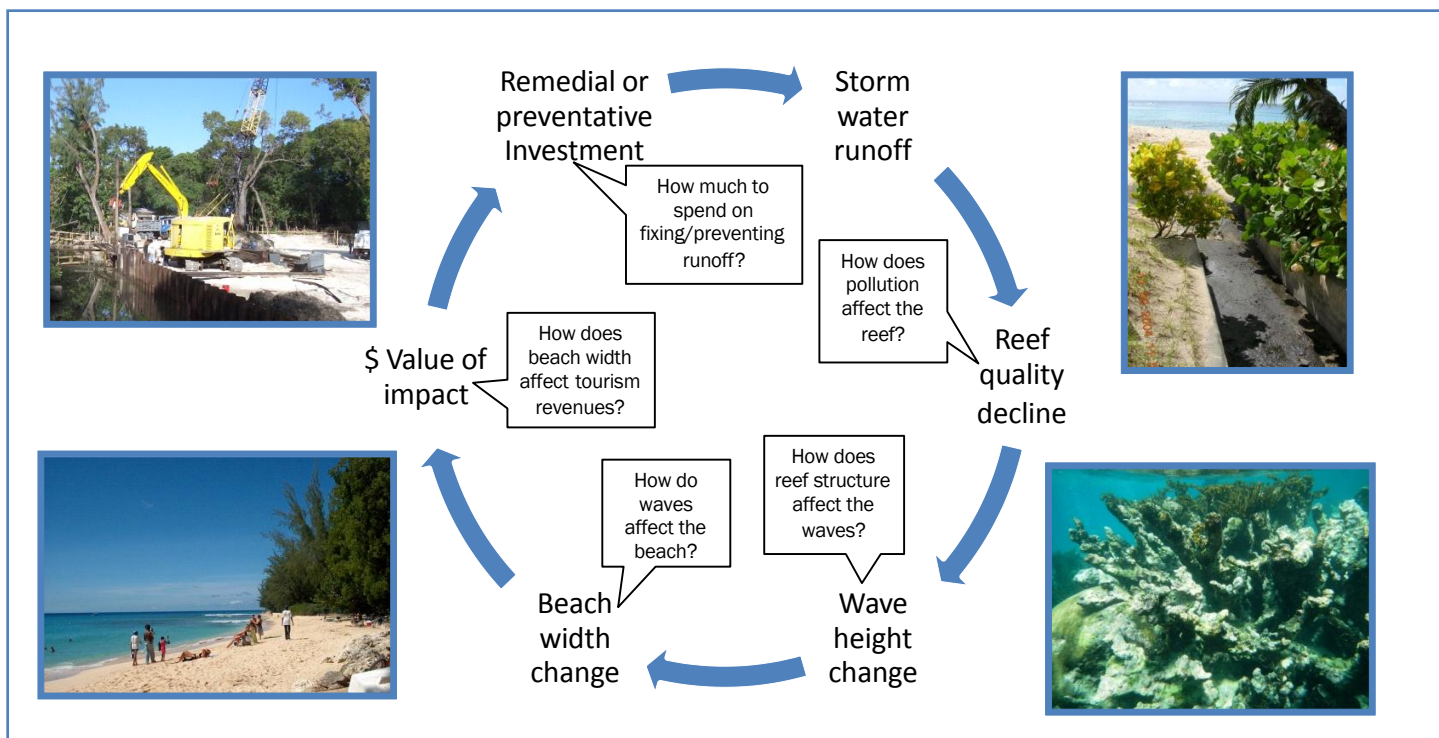 Remedial or
preventative
Investment
How much to
spend on
fixing/preventing
runoff?
Storm
water
runoff
How does
pollution
affect the
reef?
Reef
quality
decline
How does
reef structure
affect the
waves?
Wave
height
change
How do
waves
affect the
beach?
Beach
width
change
How does
beach width
affect tourism
revenues?
$ Value of
impact